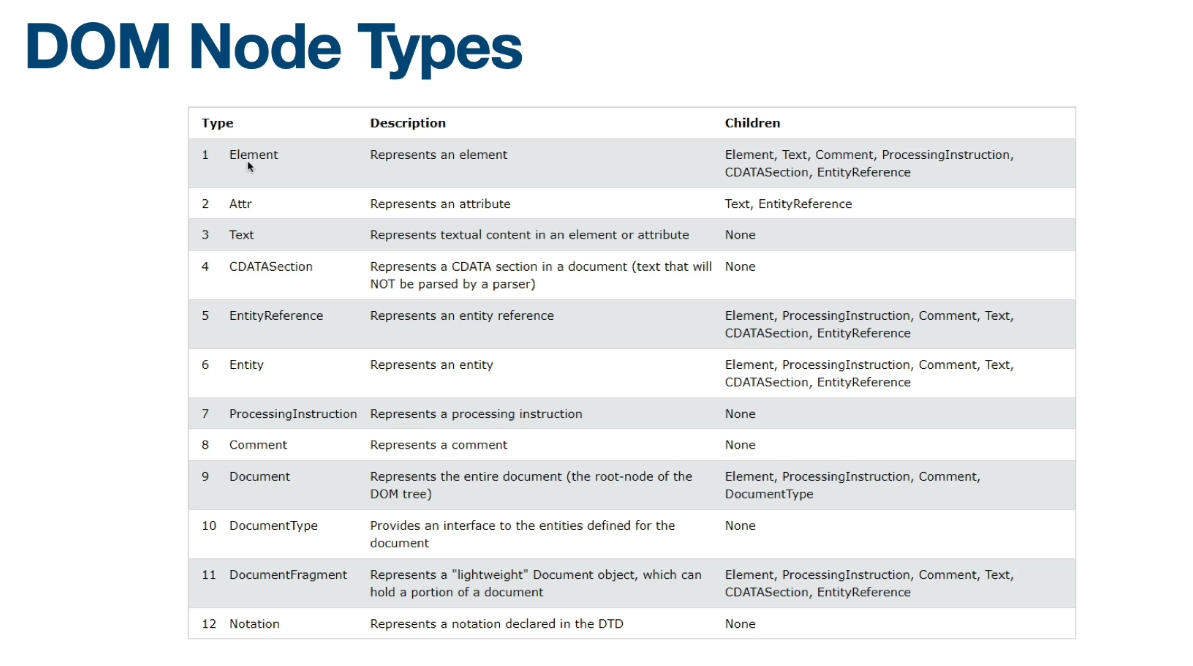 DOM Node Types
Type Description Children
1 Element Represents an element Element, Text, Comment, ProcessingInstruction,
CDATASection, EntityReference
2 Attr Represents an attribute Text, EntityReference
3 Text Represents textual content in an element or attribute None
4 CDATASection Represents a CDATA section in a document (text that will None
NOT be parsed by a parser)
5 EntityReference Represents an entity reference Element, ProcessingInstruction, Comment, Text,
CDATASection, EntityReference
6 Entity Represents an entity Element, ProcessingInstruction, Comment, Text,
CDATASection, EntityReference
7 ProcessingInstruction Represents a processing instruction None
8 Comment Represents a comment None
9 Document Represents the entire document (the root-node of the Element, ProcessingInstruction, Comment,
DOM tree) DocumentType
10 DocumentType Provides an interface to the entities defined for the None
document
11 DocumentFragment Represents a "lightweight" Document object, which can Element, ProcessingInstruction, Comment, Text,
hold a portion of a document CDATASection, EntityReference
12 Notation Represents a notation declared in the DTD None